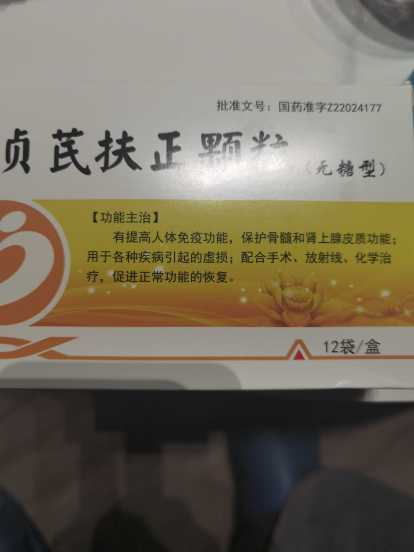 批准文号：国药准字Z22024177
贞芪扶正颗粒（无糖型）
【功能主治】
有提高人体免疫功能，保护骨髓和肾上腺皮质功能；
用于各种疾病引起的虚损；配合手术、放射线、化学治
疗，促进正常功能的恢复。
12袋/盒